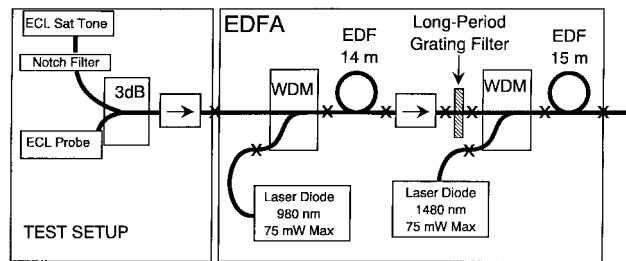 ECL Sat Tone
Notch Filter
3dB
ECL Probe
TEST SETUP
EDFA
WDM
EDF
14 m
Long-Period
Grating Filter
WDM
EDF
15 m
Laser Diode
980 nm
75 mW Max
Laser Diode
1480 nm
75 mW Max